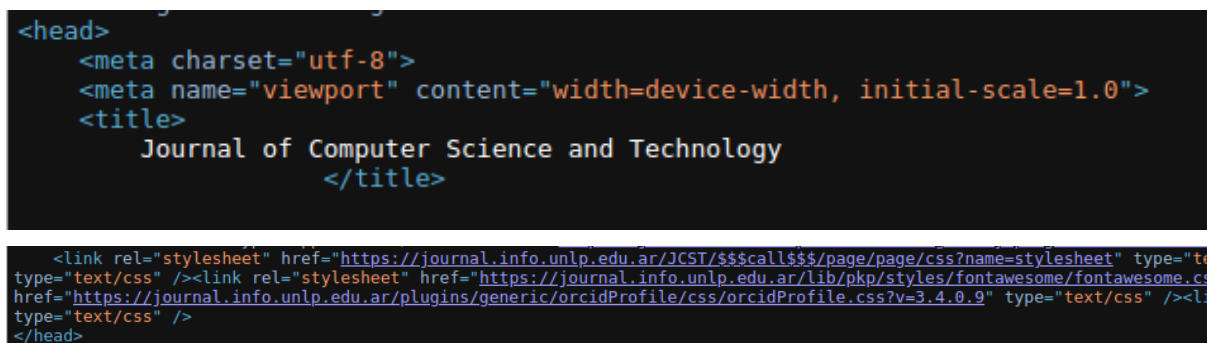 <head>
<meta charset="utf-8">
<meta name="viewport" content="width=device-width, initial-scale=1.0">
<title>
Journal of Computer Science and Technology
</title>
<link rel="stylesheet" href="https://journal.info.unlp.edu.ar/JCST/$$$call$$$/page/page/css?name=stylesheet" type="te
type="text/css" /><link rel="stylesheet" href="https://journal.info.unlp.edu.ar/lib/pkp/styles/fontawesome/fontawesome.cs
href="https://journal.info.unlp.edu.ar/plugins/generic/orcidProfile/css/orcidProfile.css?v=3.4.0.9" type="text/css" /><li
type="text/css" />
</head>